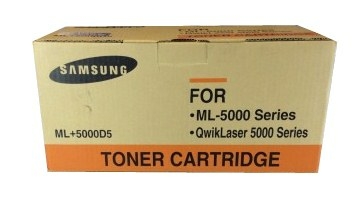 SAMSUNG
ML+5000D5
FOR
•ML-5000 Series
•QwikLaser 5000 Series
TONER CARTRIDGE